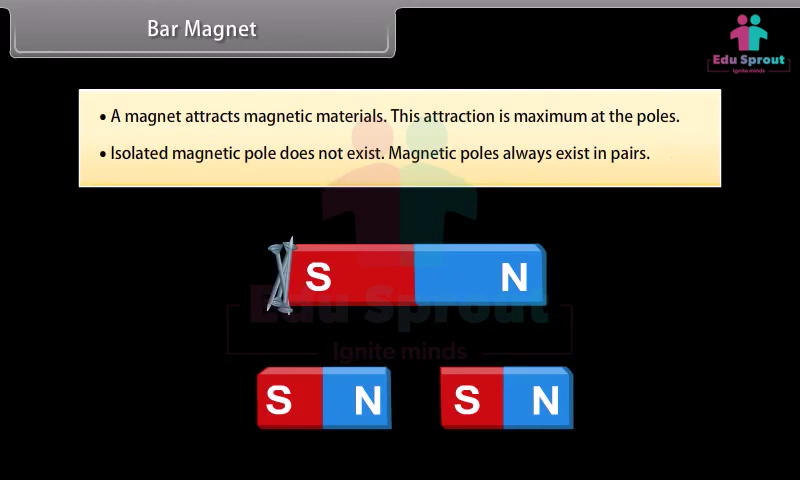 Bar Magnet
Edu Sprout
Ignite minds
• A magnet attracts magnetic materials. This attraction is maximum at the poles.
• Isolated magnetic pole does not exist. Magnetic poles always exist in pairs.
S N
Edu Sprout
Ignite minds
S N S N